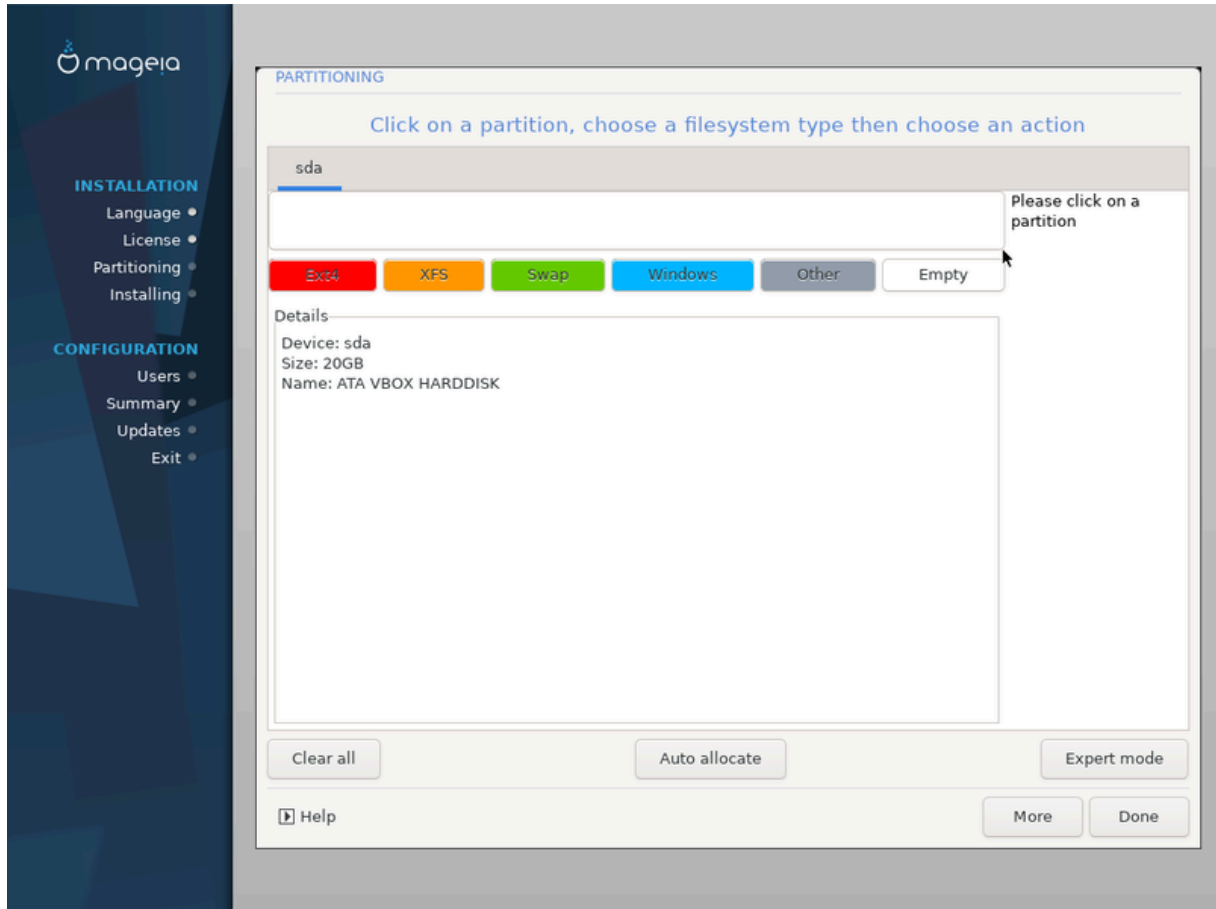 mageia
INSTALLATION
Language
License
Partitioning
Installing
CONFIGURATION
Users
Summary
Updates
Exit
PARTITIONING
Click on a partition, choose a filesystem type then choose an action
sda
Please click on a
partition
Ext4 XFS Swap Windows Other Empty
Details
Device: sda
Size: 20GB
Name: ATA VBOX HARDDISK
Clear all Auto allocate Expert mode
Help More Done